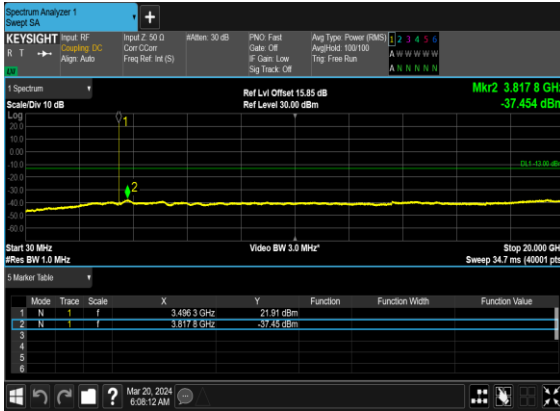 Spectrum Analyzer 1
Swept SA
+
KEYSIGHT Input: RF Input Z: 50 Ω #Atten: 30 dB PNO: Fast Avg Type: Power (RMS) 1 2 3 4 5 6
R T Coupling: DC Corr CCorr Gate: Off Avg|Hold: 100/100 A W W W W W
Align: Auto Freq Ref: Int (S) IF Gain: Low Trig: Free Run
Sig Track: Off A N N N N N
1 Spectrum
Ref Lvl Offset 15.85 dB Mkr2 3.817 8 GHz
Scale/Div 10 dB Ref Level 30.00 dBm -37.454 dBm
Log
1
20.0
10.0
0.00
-10.0
DL1 -13.00 dBm
-20.0
-30.0
2
-40.0
-50.0
-60.0
Start 30 MHz Video BW 3.0 MHz* Stop 20.000 GHz
#Res BW 1.0 MHz Sweep 34.7 ms (40001 pts)
5 Marker Table
Mode Trace Scale X Y Function Function Width Function Value
1 N 1 f 3.496 3 GHz 21.91 dBm
2 N 1 f 3.817 8 GHz -37.45 dBm
3
4
5
6
?
Mar 20, 2024
6:08:12 AM